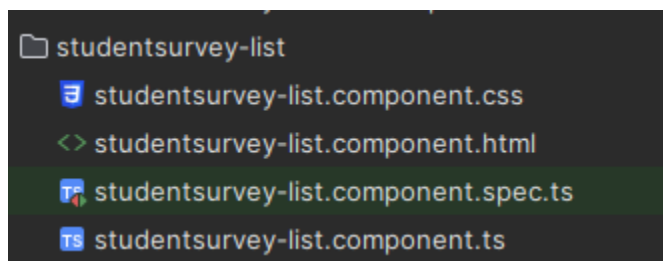 studentsurvey-list
studentsurvey-list.component.css
studentsurvey-list.component.html
studentsurvey-list.component.spec.ts
studentsurvey-list.component.ts